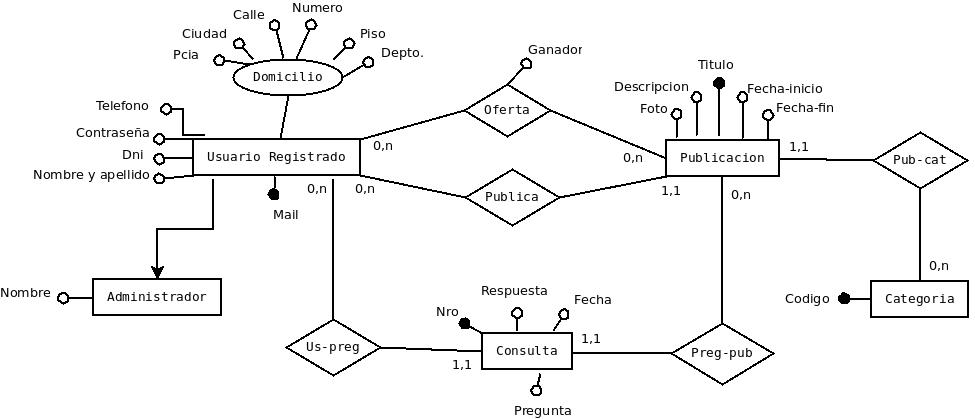 Numero
Calle
Ciudad
Piso
Pcia
Depto.
Domicilio
Ganador
Titulo
Descripcion
Fecha-inicio
Foto
Fecha-fin
Telefono
Oferta
Contraseña
0,n
1,1
Dni
Usuario Registrado
0,n
Publicacion
Pub-cat
Nombre y apellido
0,n
0,n
Publica
1,1
0,n
Mail
0,n
Nombre
Administrador
Respuesta
Fecha
Codigo
Categoria
Nro
1,1
Us-preg
Consulta
Preg-pub
1,1
Pregunta